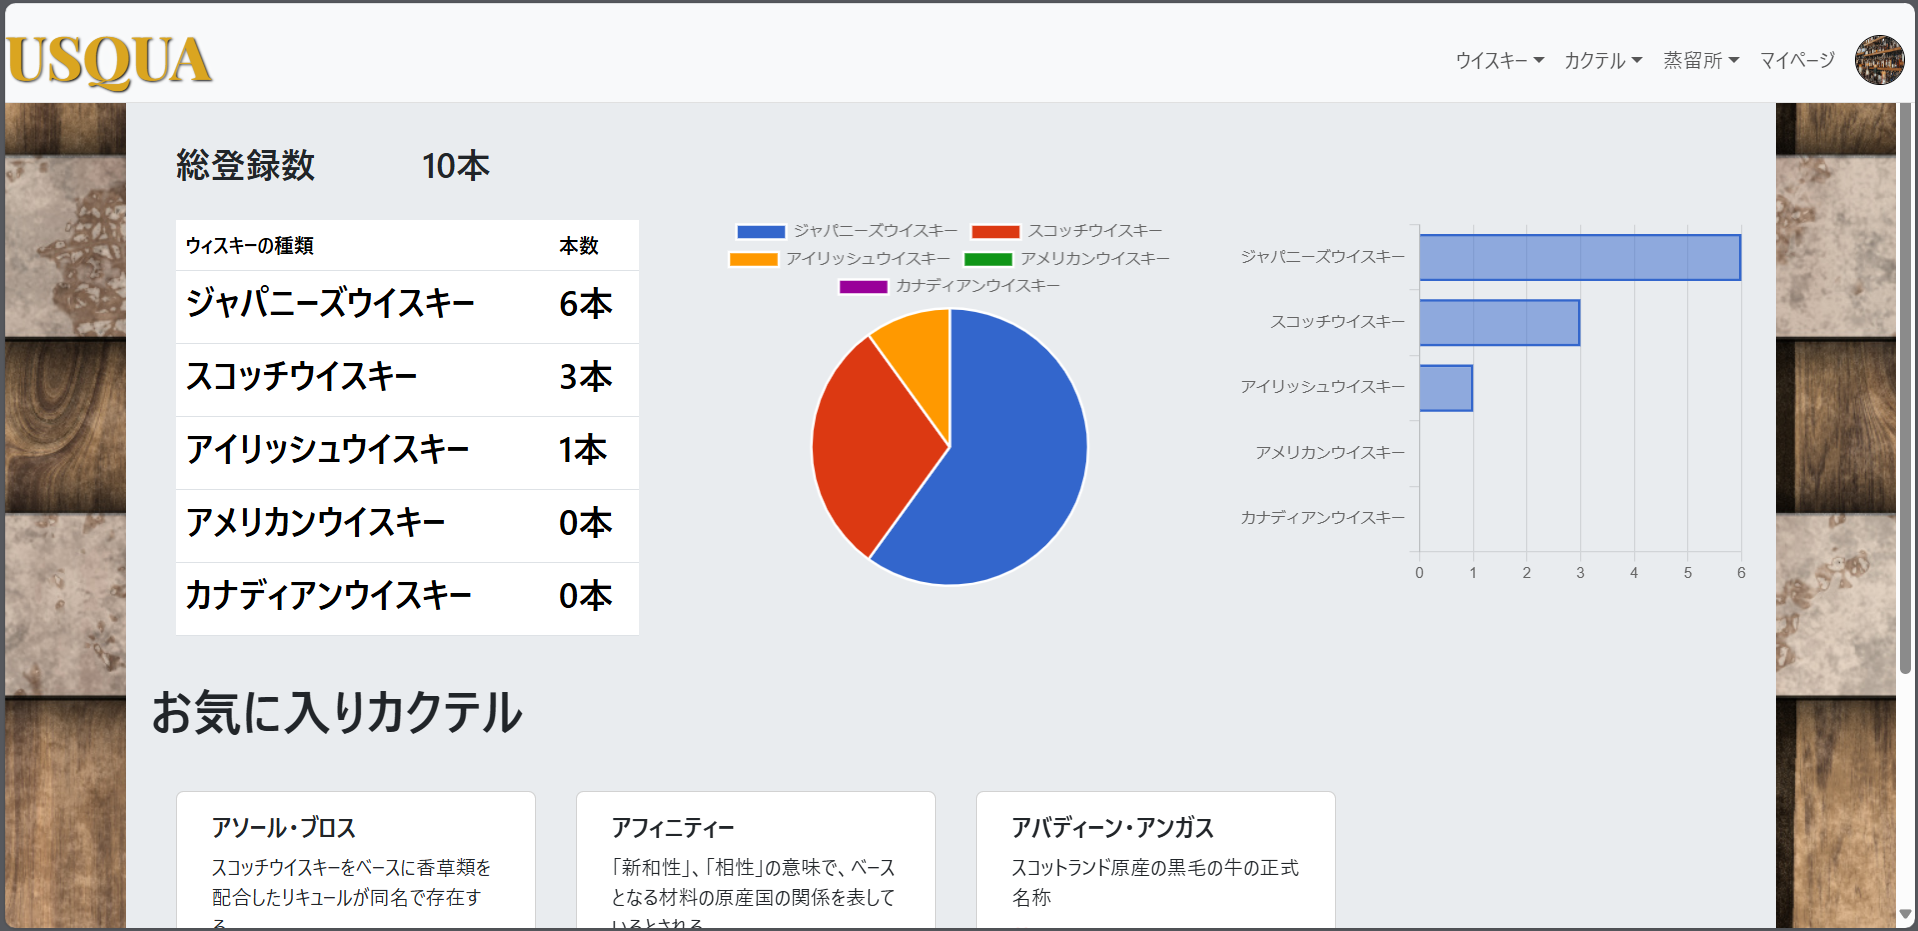 USQUA
ウイスキー
カクテル
蒸留所
マイページ
総登録数 10本
ウィスキーの種類 本数
ジャパニーズウイスキー 6本
スコッチウイスキー 3本
アイリッシュウイスキー 1本
アメリカンウイスキー 0本
カナディアンウイスキー 0本
ジャパニーズウイスキー スコッチウイスキー
アイリッシュウイスキー アメリカンウイスキー
カナディアンウイスキー
ジャパニーズウイスキー
スコッチウイスキー
アイリッシュウイスキー
アメリカンウイスキー
カナディアンウイスキー
0 1 2 3 4 5 6
お気に入りカクテル
アソール・ブロス
スコッチウイスキーをベースに香草類を
配合したリキュールが同名で存在す
る
アフィニティー
「新和性」、「相性」の意味で、ベース
となる材料の原産国の関係を表して
いるとされる
アバディーン・アンガス
スコットランド原産の黒毛の牛の正式
名称